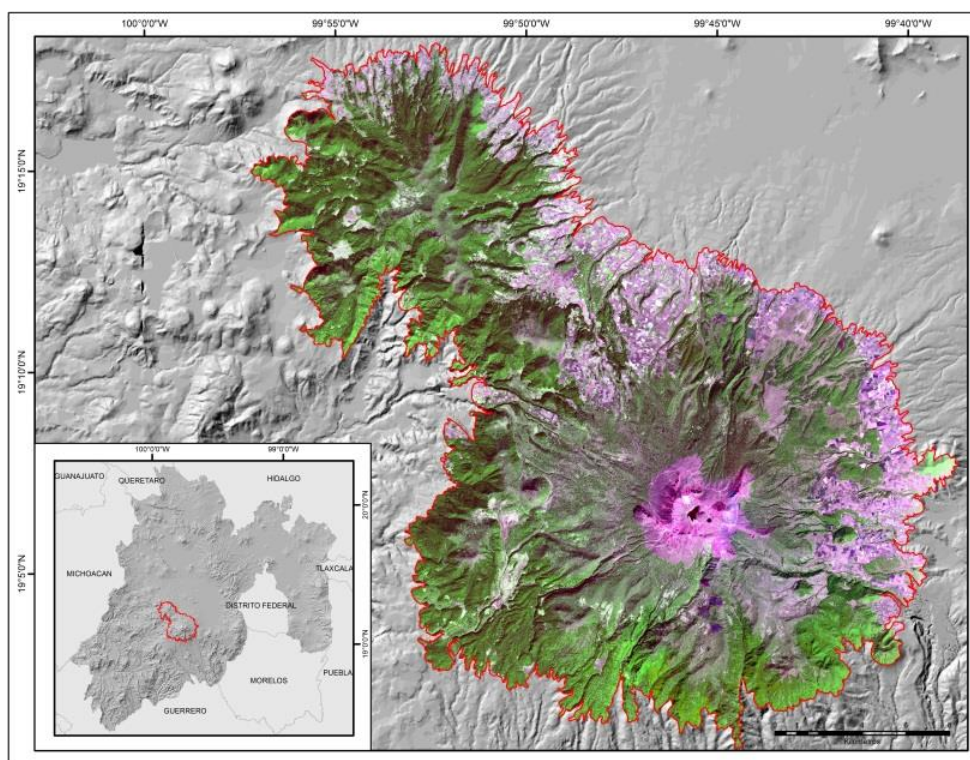 100°0'0"W 99°55'0"W 99°50'0"W 99°45'0"W 99°40'0"W
19°15'0"N
19°10'0"N
19°5'0"N
100°0'0"W 99°0'0"W
GUANAJUATO
QUERETARO
HIDALGO
20°0'0"N
MICHOACAN
TLAXCALA
DISTRITO FEDERAL
19°0'0"N
MORELOS
PUEBLA
GUERRERO